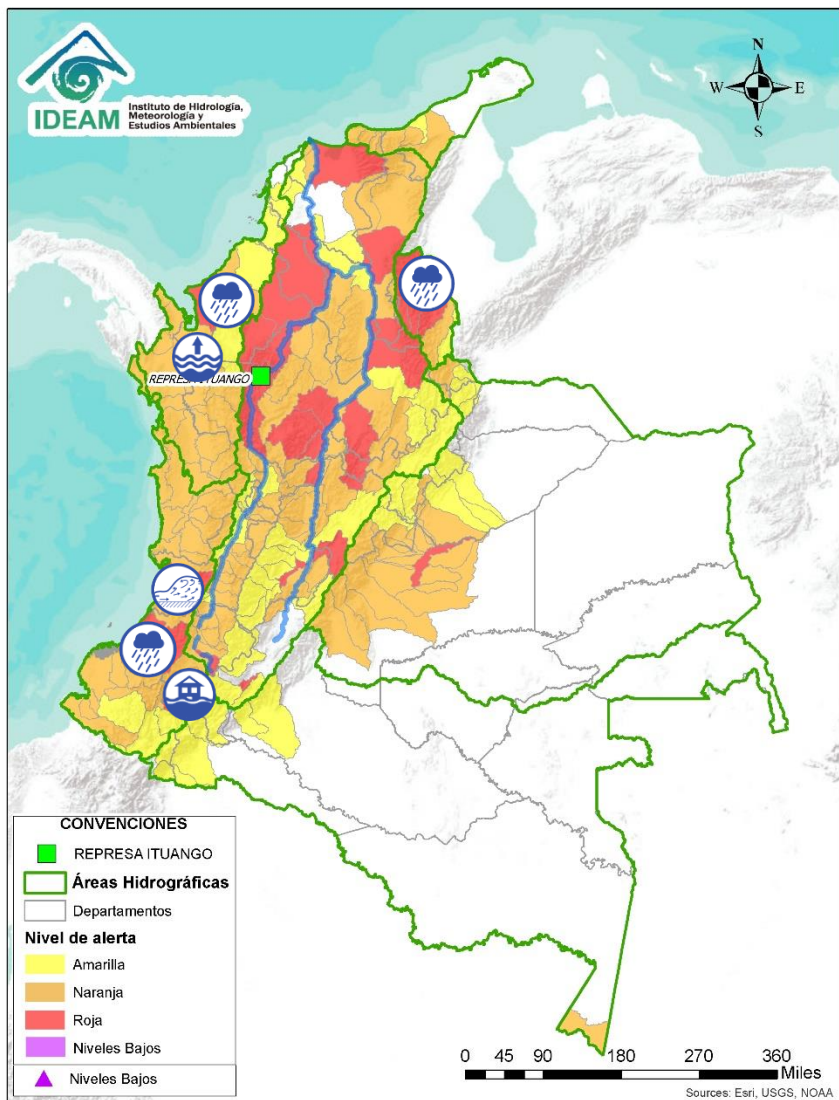 IDEAM
Instituto de Hidrología,
Meteorología y
Estudios Ambientales
N
W
E
S
REPRESA ITUANGO
CONVENCIONES
REPRESA ITUANGO
Áreas Hidrográficas
Departamentos
Nivel de alerta
Amarilla
Naranja
Roja
Niveles Bajos
Niveles Bajos
0 45 90 180 270 360
Miles
Sources: Esri, USGS, NOAA